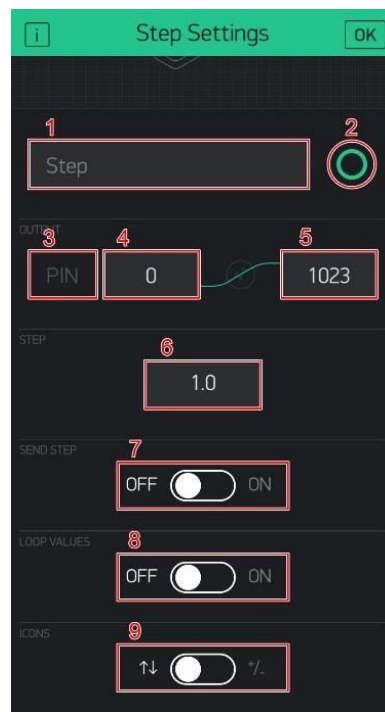 i Step Settings OK
1 2
Step
OUTPUT
3 4 5
PIN 0 1023
STEP
6
1.0
SEND STEP
7
OFF ON
LOOP VALUES
8
OFF ON
ICONS
9
↑↓ +/-